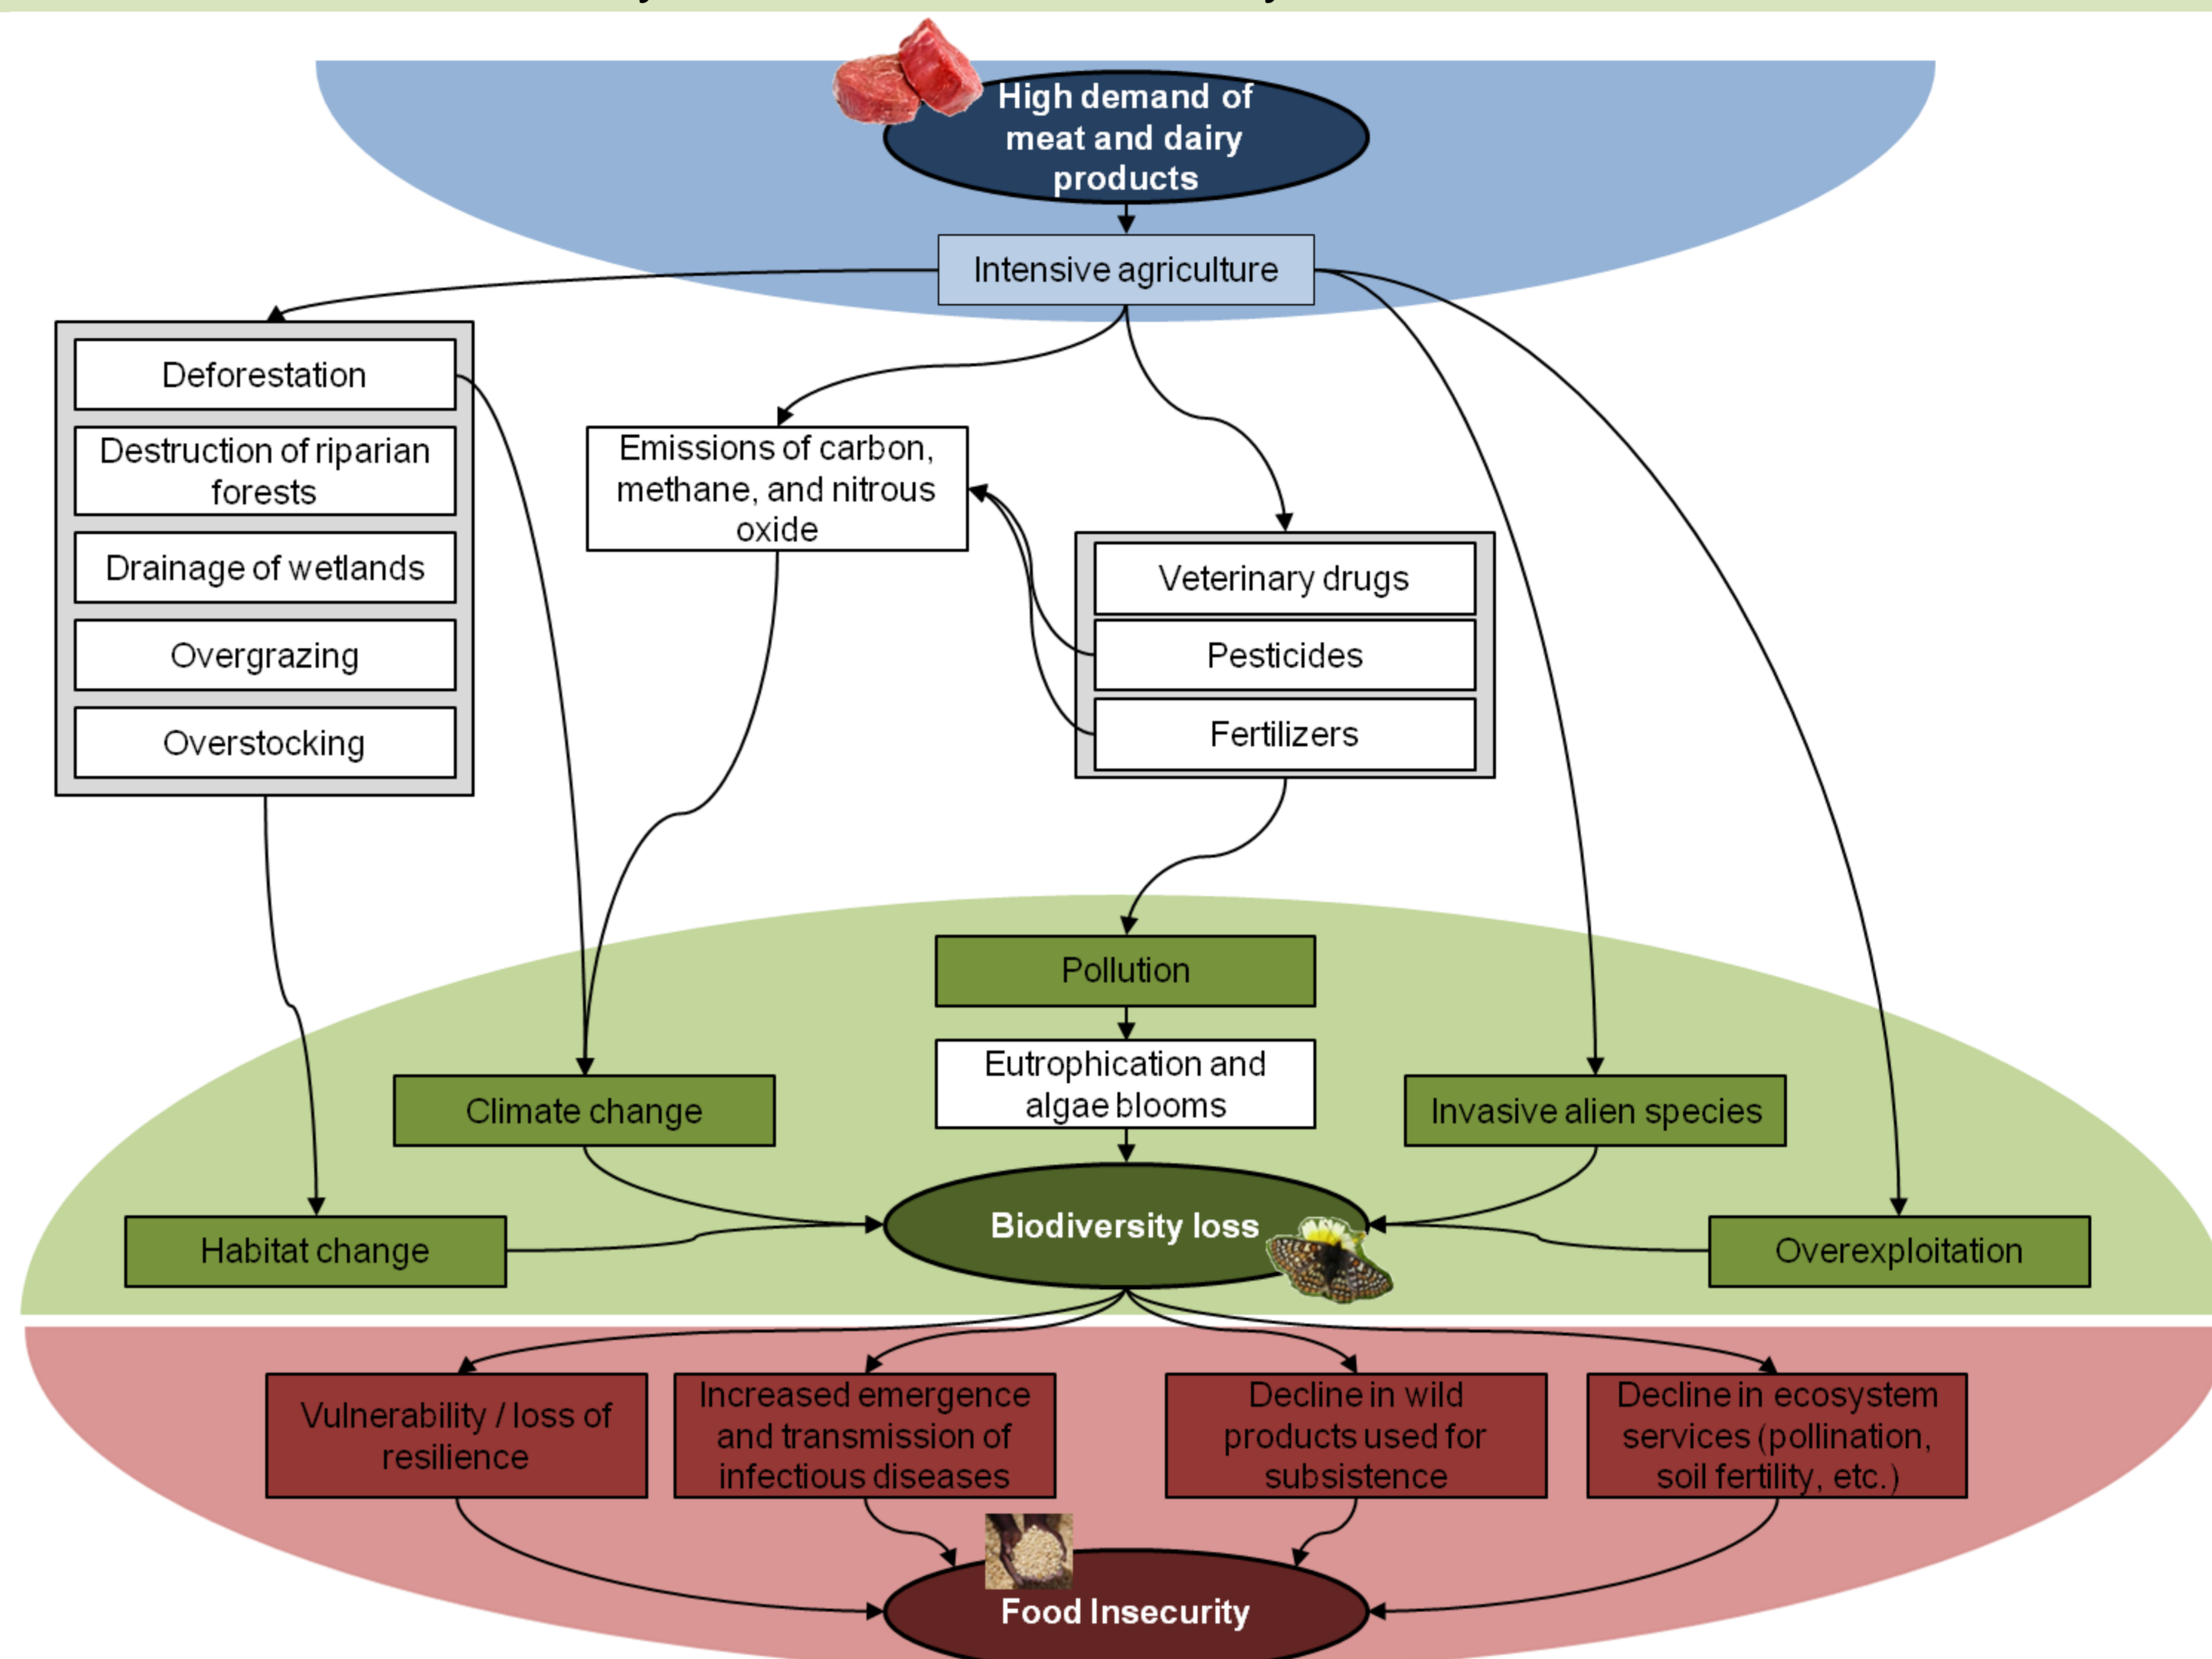 High demand of
meat and dairy
products
Intensive agriculture
Deforestation
Destruction of riparian
forests
Drainage of wetlands
Overgrazing
Overstocking
Emissions of carbon,
methane, and nitrous
oxide
Veterinary drugs
Pesticides
Fertilizers
Pollution
Eutrophication and
algae blooms
Climate change
Invasive alien species
Habitat change
Biodiversity loss
Overexploitation
Vulnerability / loss of
resilience
Increased emergence
and transmission of
infectious diseases
Decline in wild
products used for
subsistence
Decline in ecosystem
services (pollination,
soil fertility, etc.)
Food Insecurity